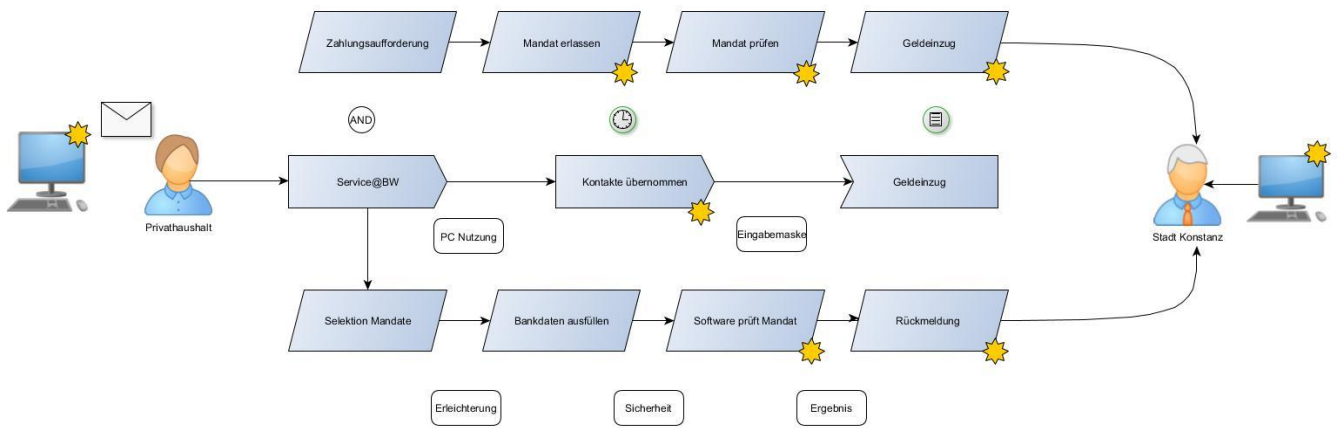 Zahlungsaufforderung
Mandat erlassen
Mandat prüfen
Geldeinzug
AND
Service@BW
Kontakte übernommen
Geldeinzug
Privathaushalt
Stadt Konstanz
PC Nutzung
Eingabemaske
Selektion Mandate
Bankdaten ausfüllen
Software prüft Mandat
Rückmeldung
Erleichterung
Sicherheit
Ergebnis